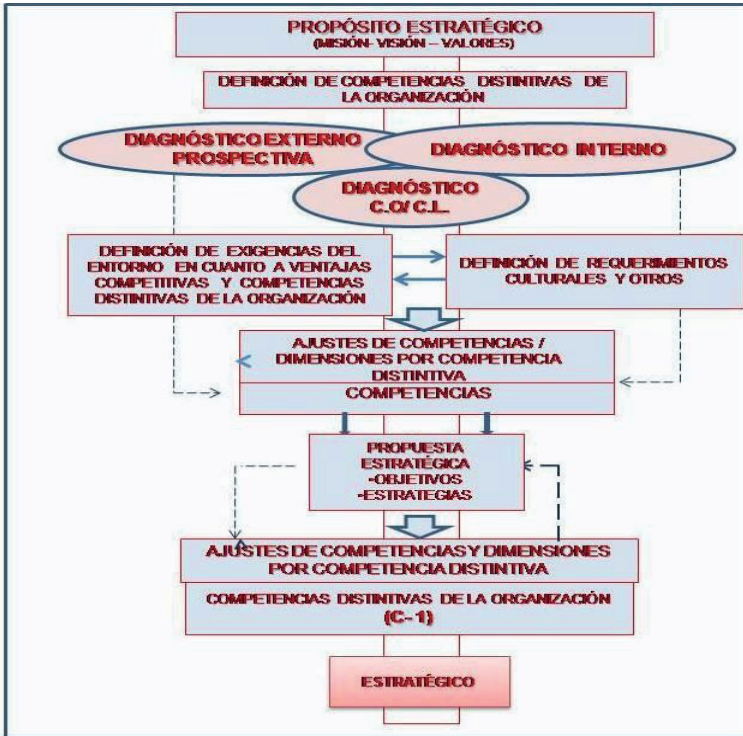 PROPÓSITO ESTRATÉGICO
(MISIÓN- VISIÓN – VALORES)
DEFINICIÓN DE COMPETENCIAS DISTINTIVAS DE
LA ORGANIZACIÓN
DIAGNÓSTICO EXTERNO
PROSPECTIVA
DIAGNÓSTICO INTERNO
DIAGNÓSTICO
C.O/ C.L.
DEFINICIÓN DE EXIGENCIAS DEL
ENTORNO EN CUANTO A VENTAJAS
COMPETITIVAS Y COMPETENCIAS
DISTINTIVAS DE LA ORGANIZACIÓN
DEFINICIÓN DE REQUERIMIENTOS
CULTURALES Y OTROS
AJUSTES DE COMPETENCIAS /
DIMENSIONES POR COMPETENCIA
DISTINTIVA
COMPETENCIAS
PROPUESTA
ESTRATÉGICA
-OBJETIVOS
-ESTRATEGIAS
AJUSTES DE COMPETENCIAS Y DIMENSIONES
POR COMPETENCIA DISTINTIVA
COMPETENCIAS DISTINTIVAS DE LA ORGANIZACIÓN
(C- 1)
ESTRATÉGICO